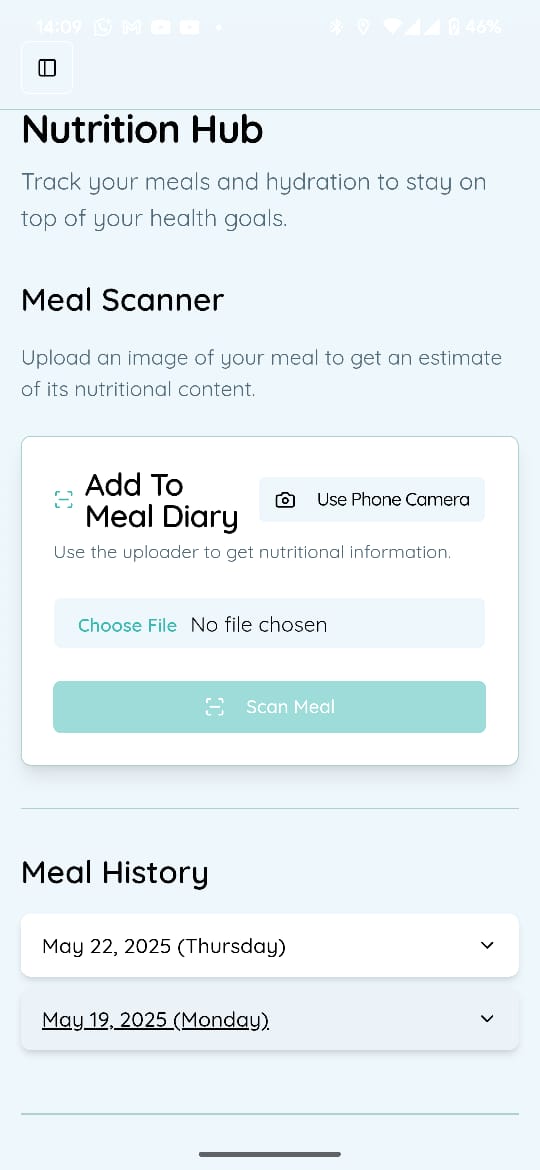 14:09
46%
Nutrition Hub
Track your meals and hydration to stay on
top of your health goals.
Meal Scanner
Upload an image of your meal to get an estimate
of its nutritional content.
Add To
Meal Diary
Use Phone Camera
Use the uploader to get nutritional information.
Choose File No file chosen
Scan Meal
Meal History
May 22, 2025 (Thursday)
May 19, 2025 (Monday)